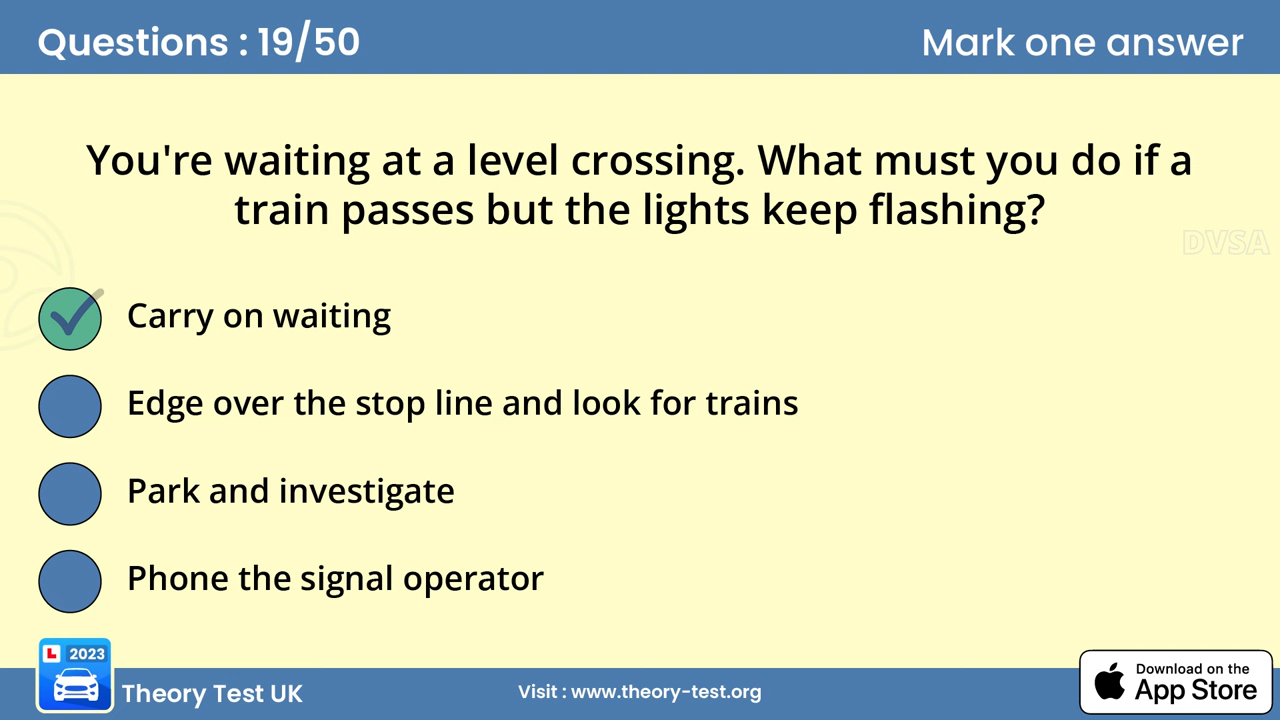 Questions : 19/50
Mark one answer
You're waiting at a level crossing. What must you do if a
train passes but the lights keep flashing?
DVSA
Carry on waiting
Edge over the stop line and look for trains
Park and investigate
Phone the signal operator
L 2023
Theory Test UK
Visit : www.theory-test.org
Download on the
App Store